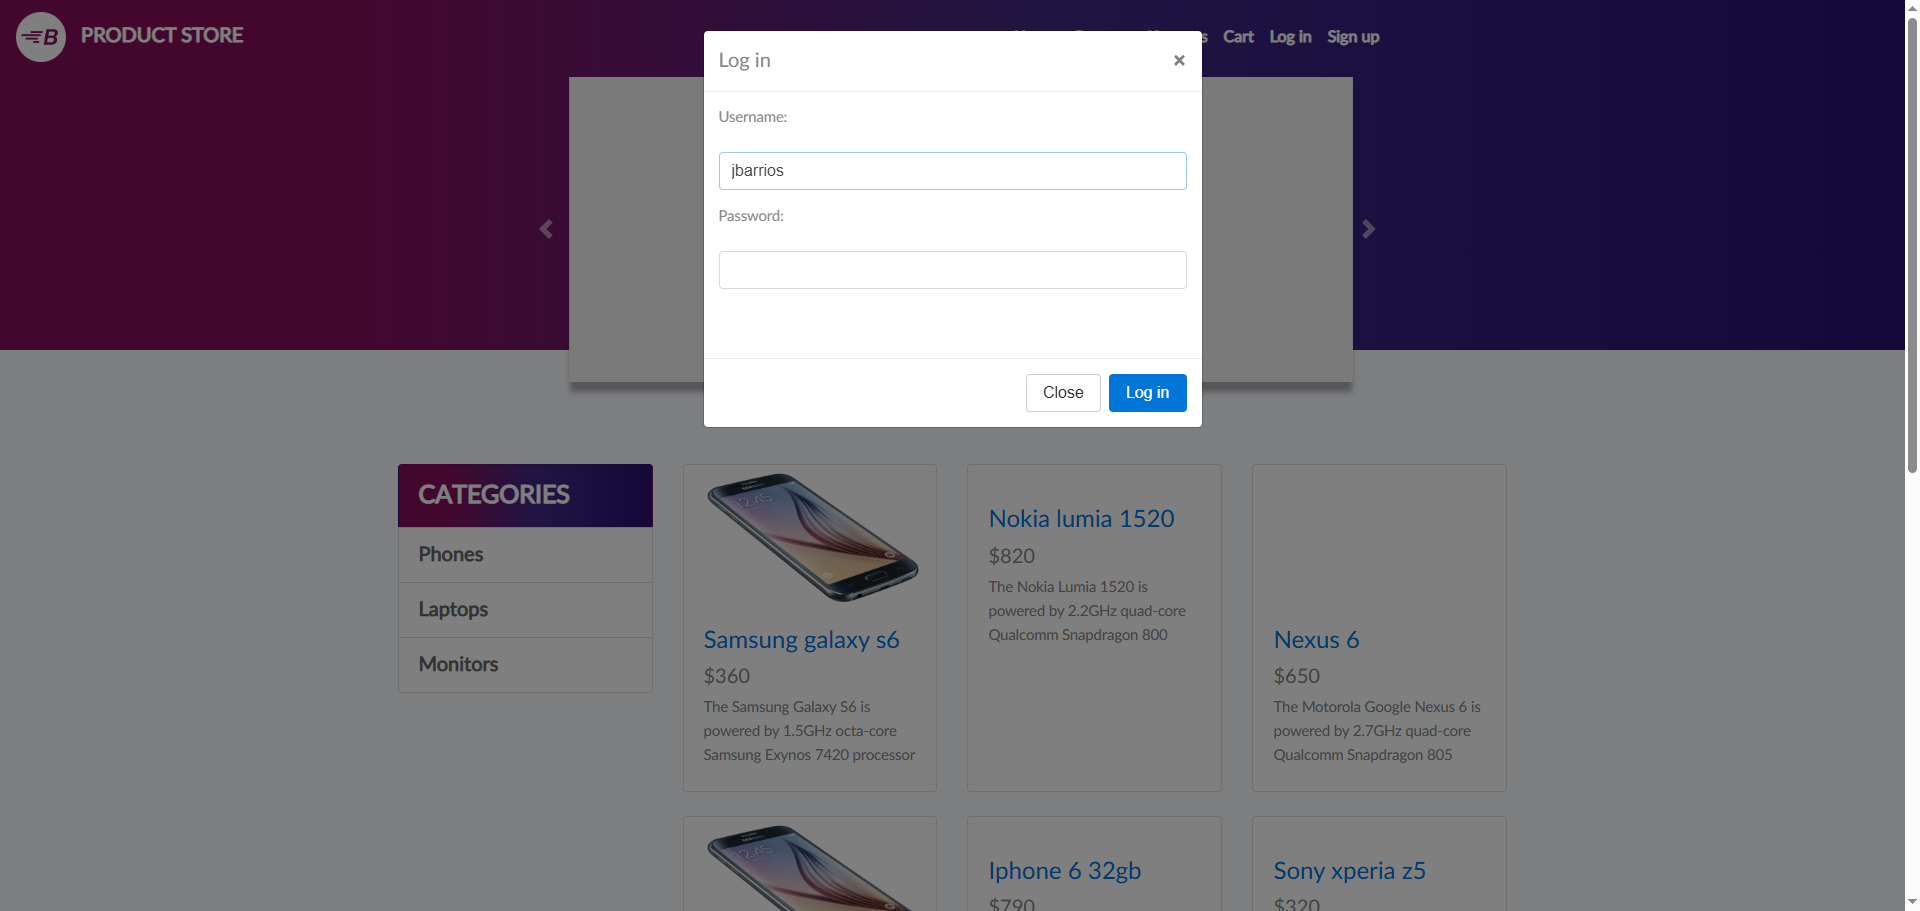 B PRODUCT STORE
Cart Log in Sign up
Log in ×
Username:
jbarrios
Password:
Close Log in
CATEGORIES
Phones
Laptops
Monitors
12:45
Samsung galaxy s6
$360
The Samsung Galaxy S6 is
powered by 1.5GHz octa-core
Samsung Exynos 7420 processor
Nokia lumia 1520
$820
The Nokia Lumia 1520 is
powered by 2.2GHz quad-core
Qualcomm Snapdragon 800
Nexus 6
$650
The Motorola Google Nexus 6 is
powered by 2.7GHz quad-core
Qualcomm Snapdragon 805
12:45
Iphone 6 32gb
$790
Sony xperia z5
$320